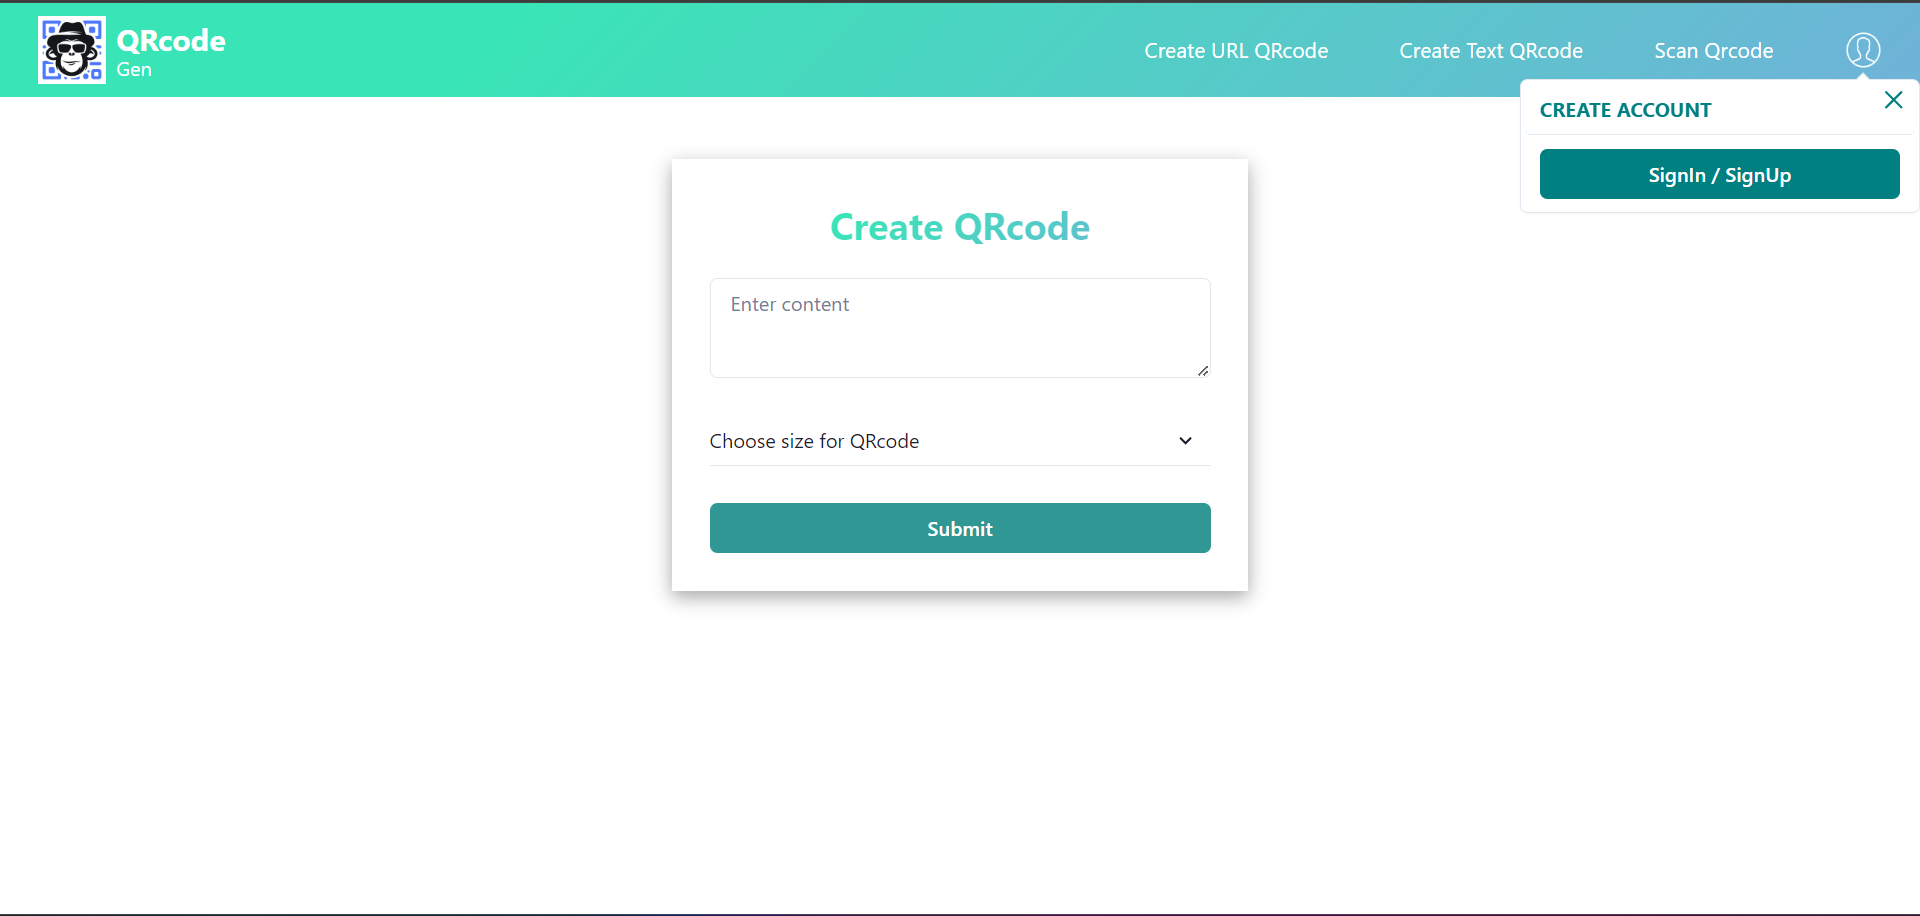 QRcode
Gen
Create URL QRcode
Create Text QRcode
Scan Qrcode
CREATE ACCOUNT
SignIn / SignUp
Create QRcode
Enter content
Choose size for QRcode
Submit